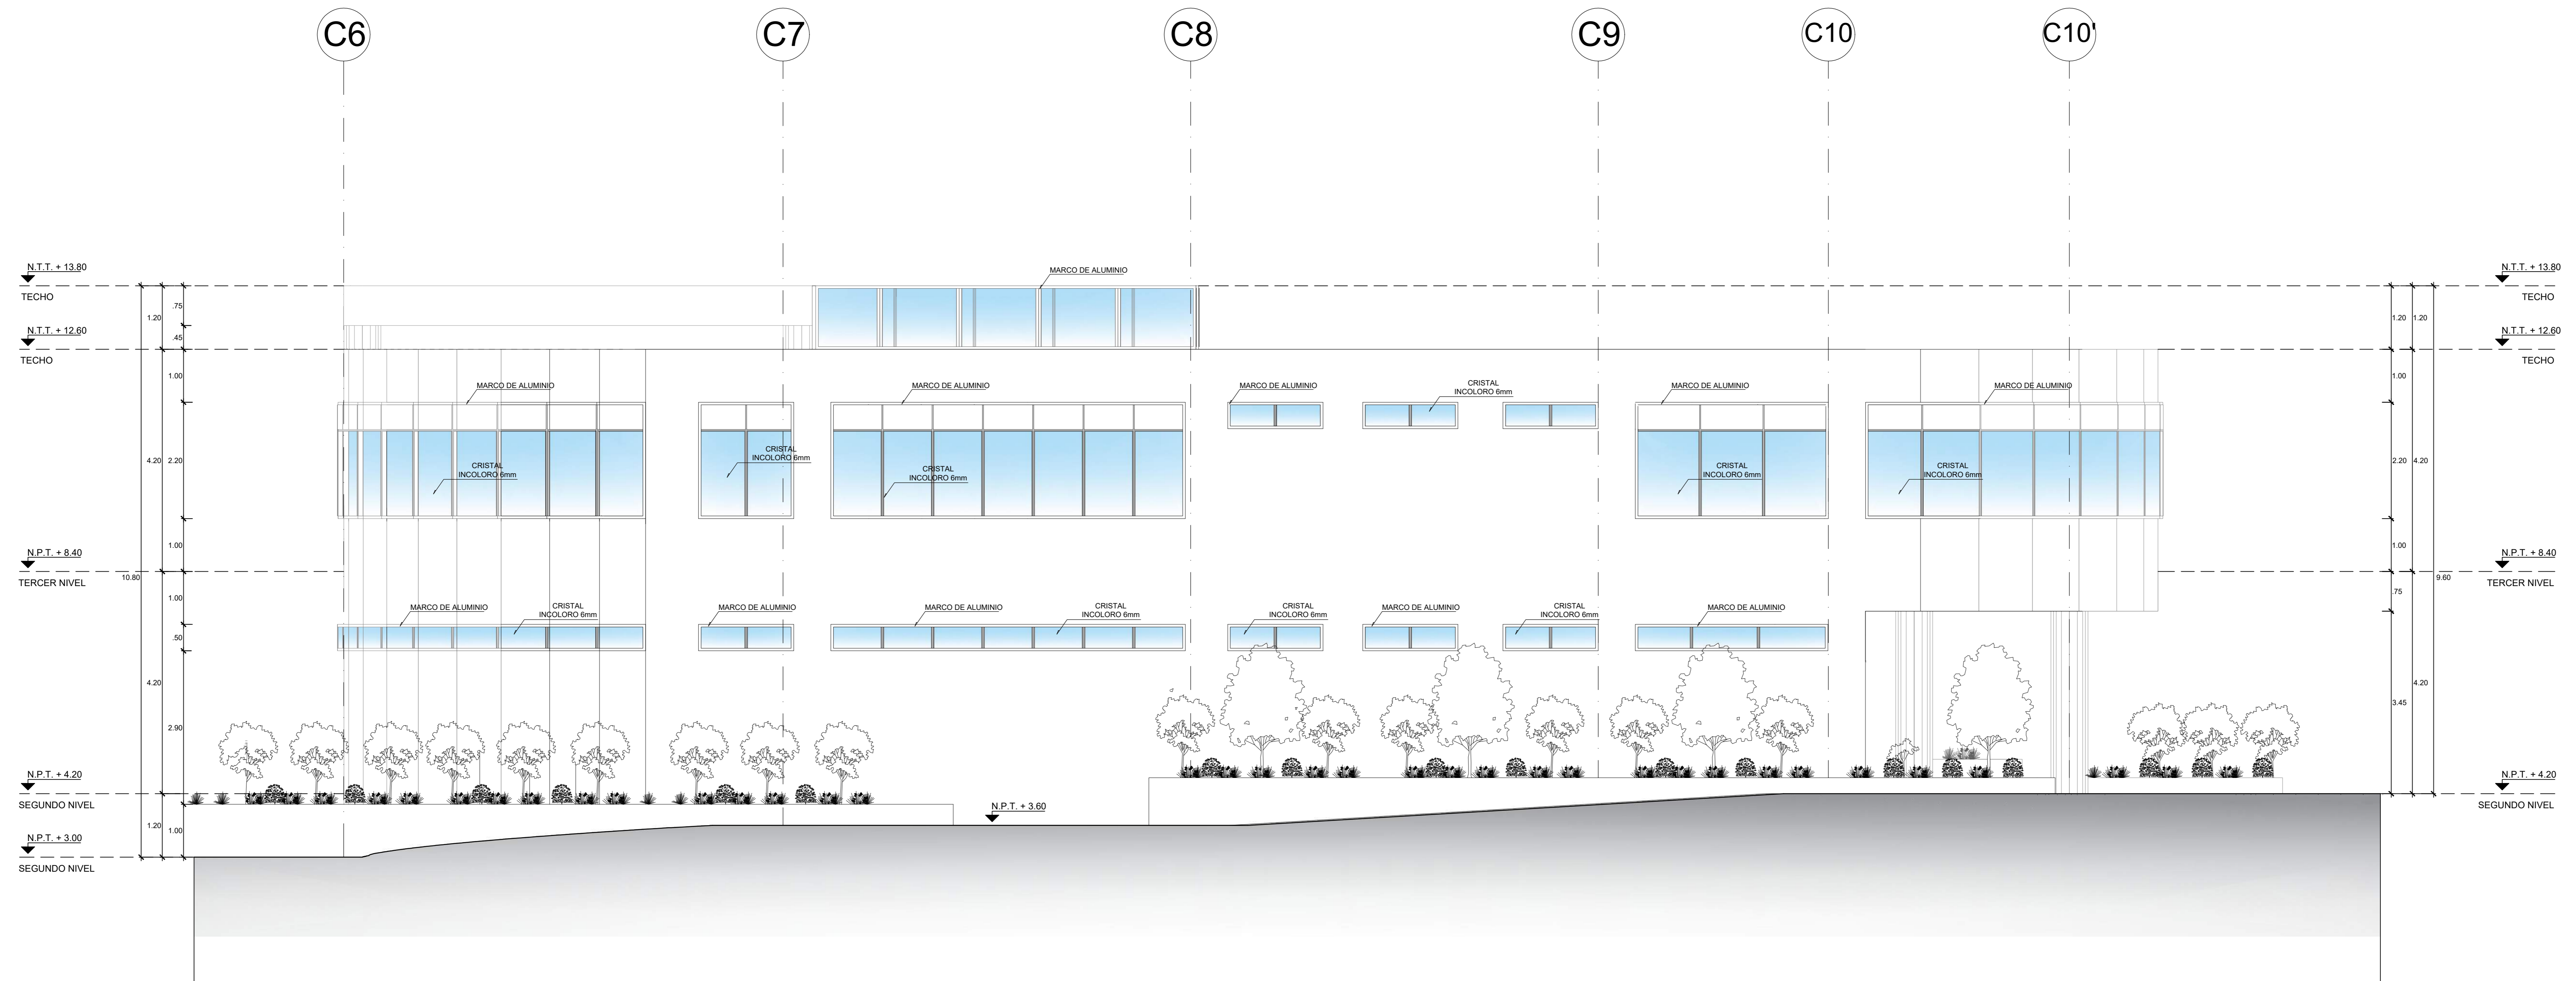 C6
C7
C8
C9
C10
C10'
N.T.T. + 13.80
TECHO
N.T.T. + 12.60
TECHO
N.P.T. + 8.40
TERCER NIVEL
N.P.T. + 4.20
SEGUNDO NIVEL
N.P.T. + 3.00
SEGUNDO NIVEL
10.80
1.20
4.20
4.20
1.20
.75
.45
1.00
2.20
1.00
1.00
.50
2.90
1.00
MARCO DE ALUMINIO
MARCO DE ALUMINIO
MARCO DE ALUMINIO
MARCO DE ALUMINIO
CRISTAL
INCOLORO 6mm
MARCO DE ALUMINIO
MARCO DE ALUMINIO
CRISTAL
INCOLORO 6mm
CRISTAL
INCOLORO 6mm
CRISTAL
INCOLORO 6mm
CRISTAL
INCOLORO 6mm
CRISTAL
INCOLORO 6mm
MARCO DE ALUMINIO
CRISTAL
INCOLORO 6mm
MARCO DE ALUMINIO
MARCO DE ALUMINIO
CRISTAL
INCOLORO 6mm
CRISTAL
INCOLORO 6mm
MARCO DE ALUMINIO
CRISTAL
INCOLORO 6mm
MARCO DE ALUMINIO
N.P.T. + 3.60
1.20
1.00
2.20
1.00
.75
3.45
1.20
4.20
4.20
9.60
N.T.T. + 13.80
TECHO
N.T.T. + 12.60
TECHO
N.P.T. + 8.40
TERCER NIVEL
N.P.T. + 4.20
SEGUNDO NIVEL